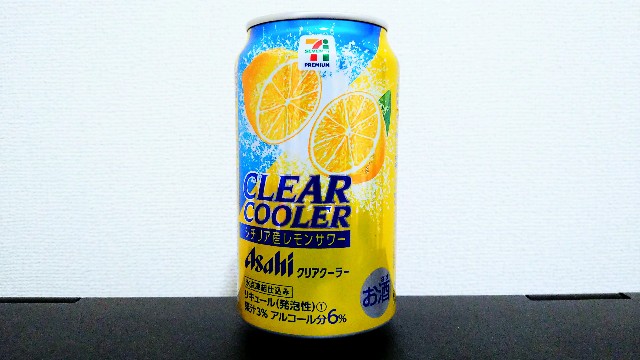 SEVEN
PREMIUM
CLEAR
COOLER
シチリア産レモンサワー
Asahi クリアクーラー
リキュール(発泡性)①
果汁3% アルコール分6%
お酒